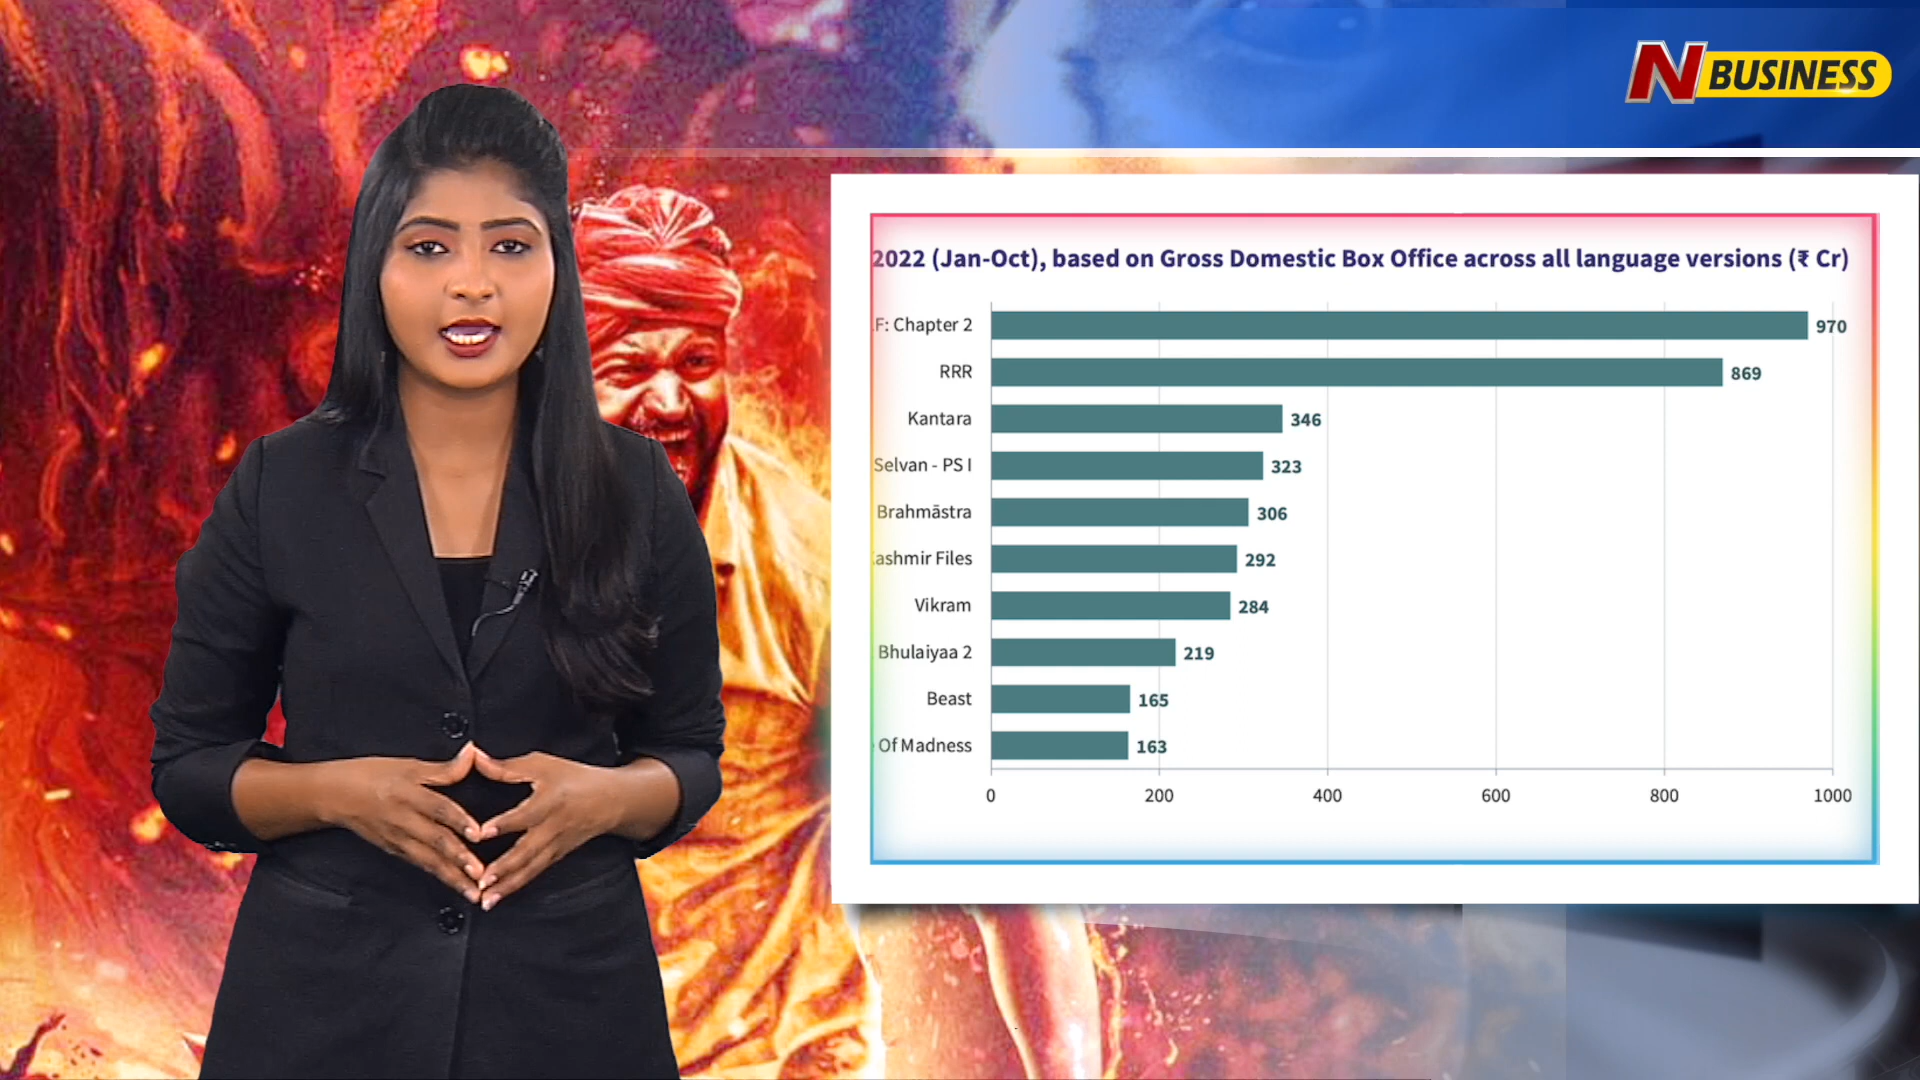 N BUSINESS
2022 (Jan-Oct), based on Gross Domestic Box Office across all language versions (₹ Cr)
F: Chapter 2 970
RRR 869
Kantara 346
Selvan - PS I 323
Brahmāstra 306
ashmir Files 292
Vikram 284
Bhulaiyaa 2 219
Beast 165
Of Madness 163
0 200 400 600 800 1000